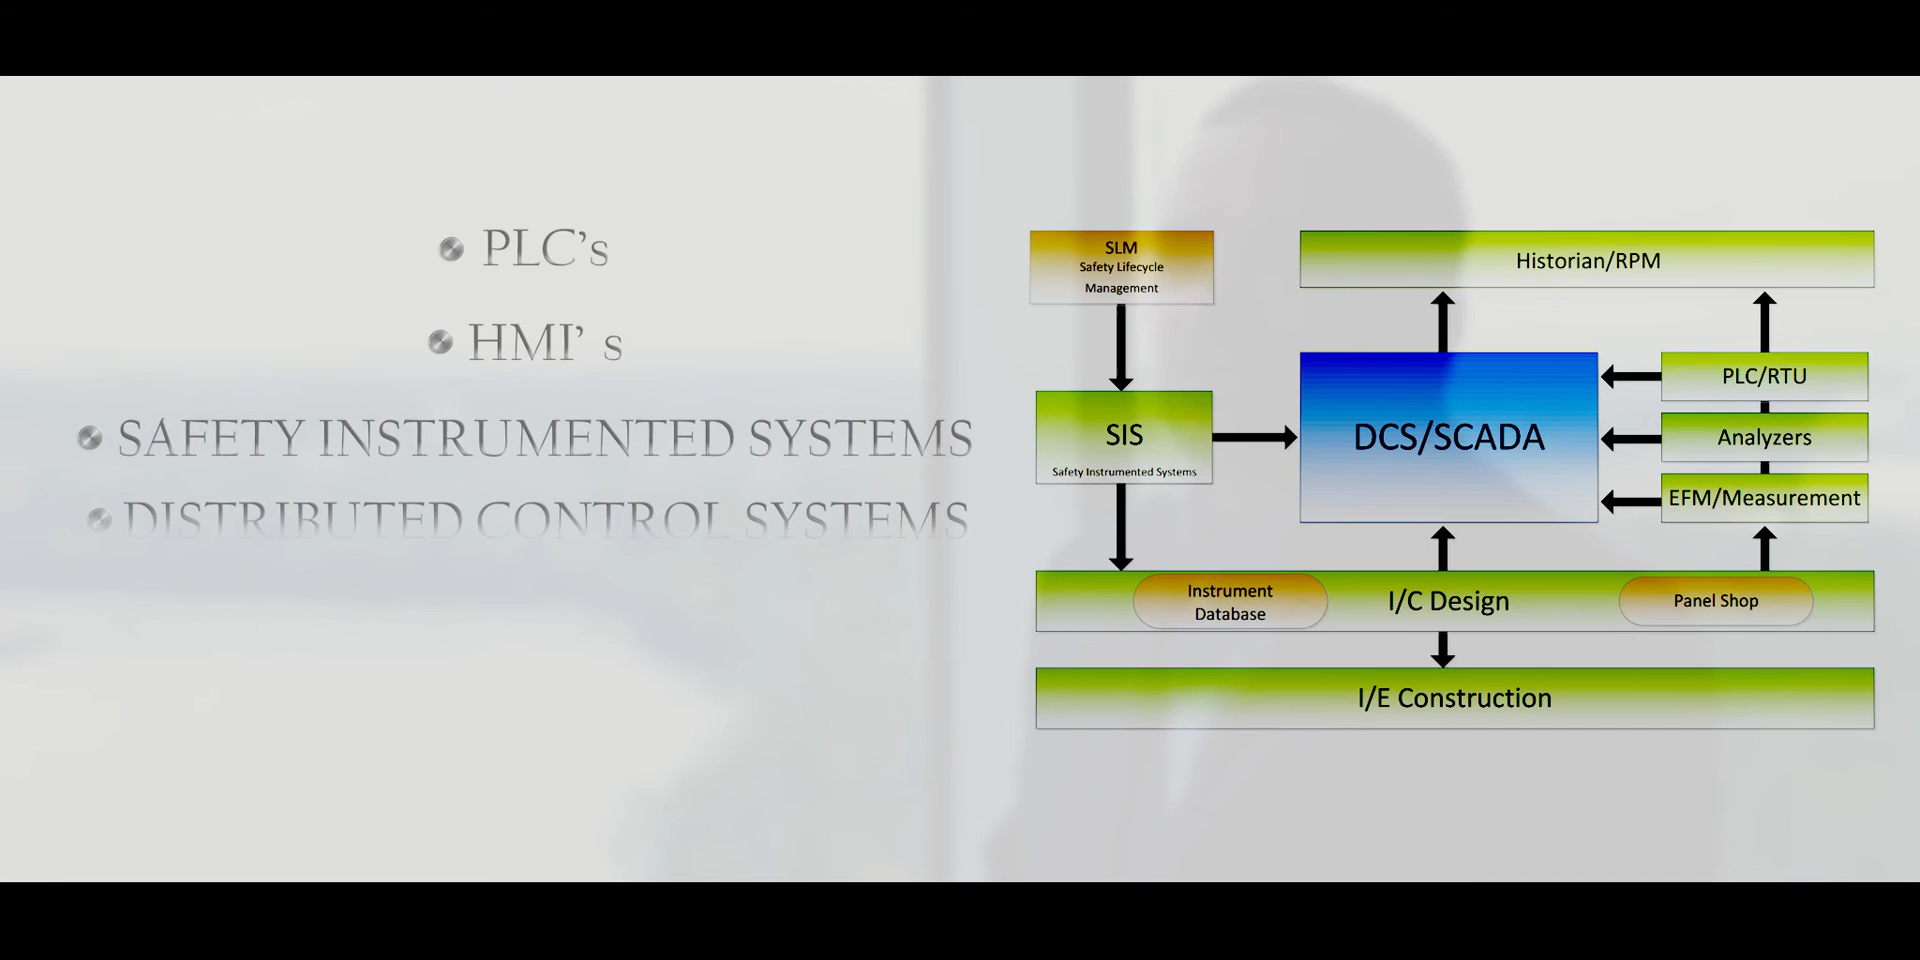 PLC's
HMI' s
SAFETY INSTRUMENTED SYSTEMS
DISTRIBUTED CONTROL SYSTEMS
SLM
Safety Lifecycle
Management
Historian/RPM
SIS
Safety Instrumented Systems
DCS/SCADA
PLC/RTU
Analyzers
EFM/Measurement
Instrument
Database
I/C Design
Panel Shop
I/E Construction